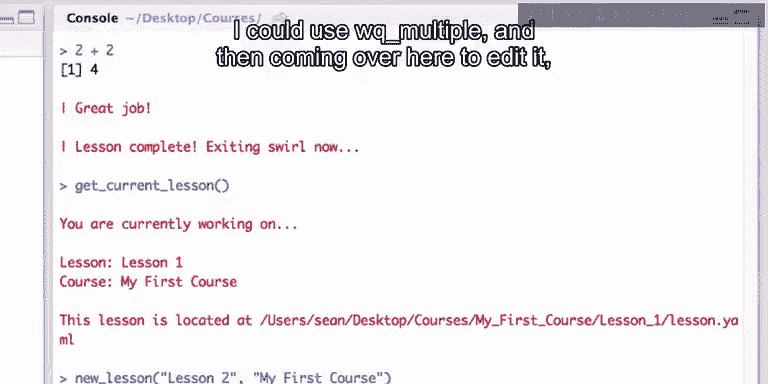 Console ~/Desktop/Courses/
I could use wq_multiple, and
then coming over here to edit it,
> 2 + 2
[1] 4
| Great job!
| Lesson complete! Exiting swirl now...
> get_current_lesson()
You are currently working on...
Lesson: Lesson 1
Course: My First Course
This lesson is located at /Users/sean/Desktop/Courses/My_First_Course/Lesson_1/lesson.ya
ml
> new_lesson("Lesson 2", "My First Course")